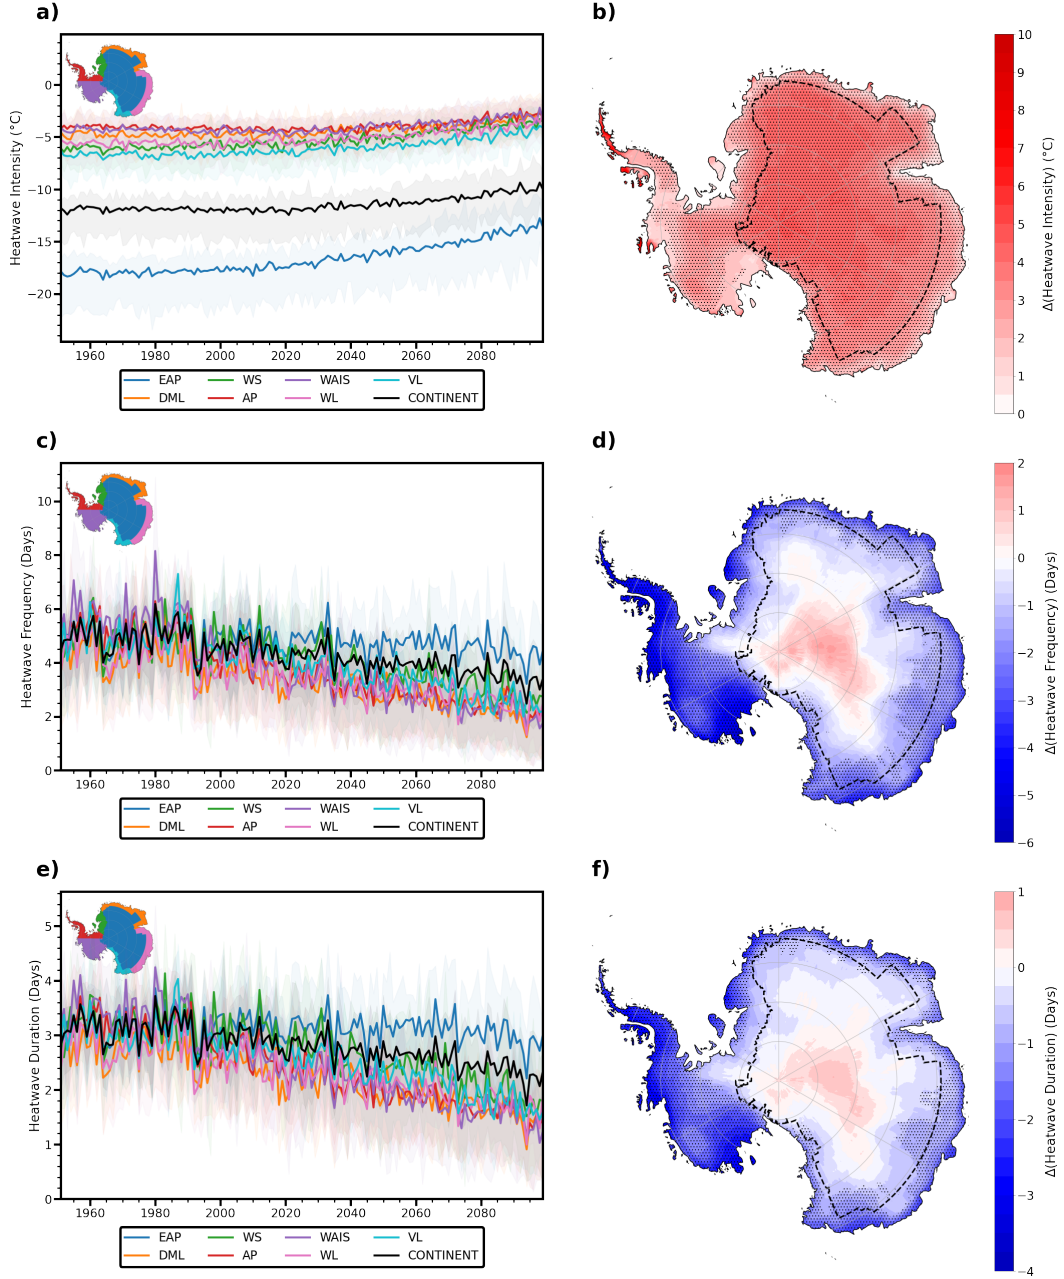 a)
Heatwave Intensity (°C)
0
−5
−10
−15
−20
1960 1980 2000 2020 2040 2060 2080
EAP WS WAIS VL
DML AP WL CONTINENT
b)
10
9
8
7
6
5
4
3
2
1
0
Δ(Heatwave Intensity) (°C)
c)
Heatwave Frequency (Days)
10
8
6
4
2
0
1960 1980 2000 2020 2040 2060 2080
EAP WS WAIS VL
DML AP WL CONTINENT
d)
2
1
0
−1
−2
−3
−4
−5
−6
Δ(Heatwave Frequency) (Days)
e)
Heatwave Duration (Days)
5
4
3
2
1
0
1960 1980 2000 2020 2040 2060 2080
EAP WS WAIS VL
DML AP WL CONTINENT
f)
1
0
−1
−2
−3
−4
Δ(Heatwave Duration) (Days)